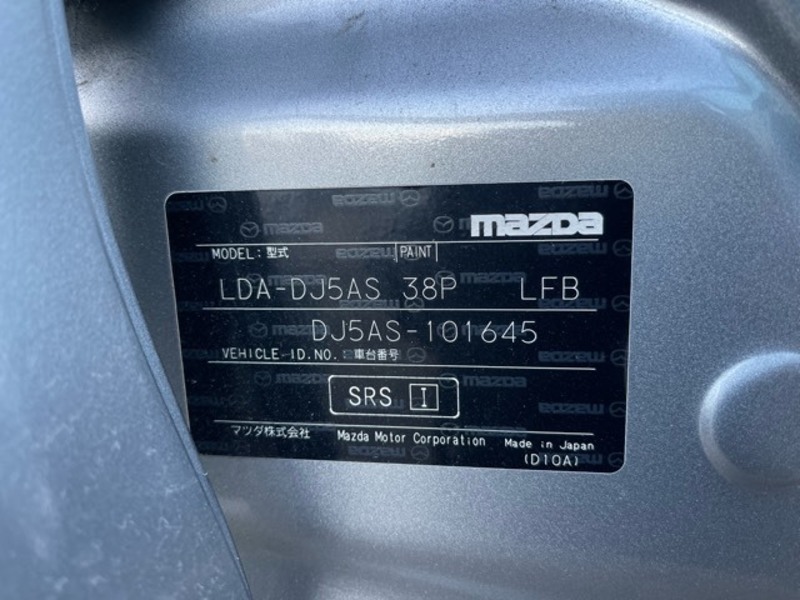 mazda
MODEL:型式 PAINT
LDA-DJ5AS 38P LFB
DJ5AS-101645
VEHICLE ID.NO.:車台番号
SRS I
マツダ株式会社 Mazda Motor Corporation Made in Japan
(D10A)